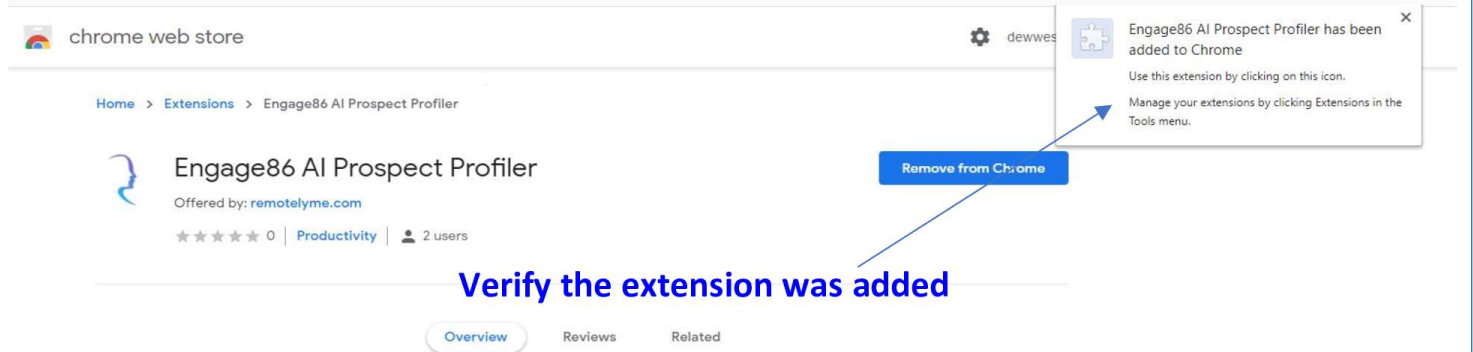 chrome web store
dewwes
Engage86 AI Prospect Profiler has been
added to Chrome
Use this extension by clicking on this icon.
Manage your extensions by clicking Extensions in the
Tools menu.
Home > Extensions > Engage86 AI Prospect Profiler
Engage86 AI Prospect Profiler
Remove from Chrome
Offered by: remotelyme.com
0 | Productivity | 2 users
Verify the extension was added
Overview Reviews Related